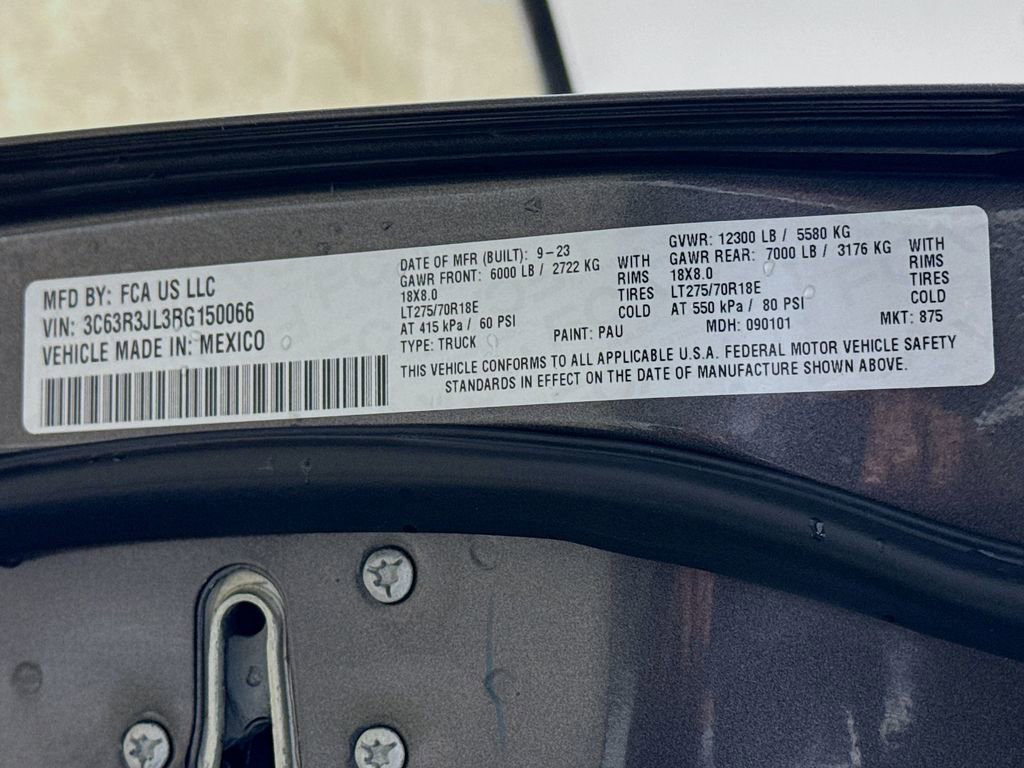 MFD BY: FCA US LLC
VIN: 3C63R3JL3RG150066
VEHICLE MADE IN: MEXICO
DATE OF MFR (BUILT): 9-23
GAWR FRONT: 6000 LB / 2722 KG WITH
18X8.0 RIMS
LT275/70R18E TIRES
AT 415 kPa / 60 PSI COLD
TYPE: TRUCK PAINT: PAU
GVWR: 12300 LB / 5580 KG
GAWR REAR: 7000 LB / 3176 KG WITH
18X8.0 RIMS
LT275/70R18E TIRES
AT 550 kPa / 80 PSI COLD
MDH: 090101 MKT: 875
THIS VEHICLE CONFORMS TO ALL APPLICABLE U.S.A. FEDERAL MOTOR VEHICLE SAFETY
STANDARDS IN EFFECT ON THE DATE OF MANUFACTURE SHOWN ABOVE.